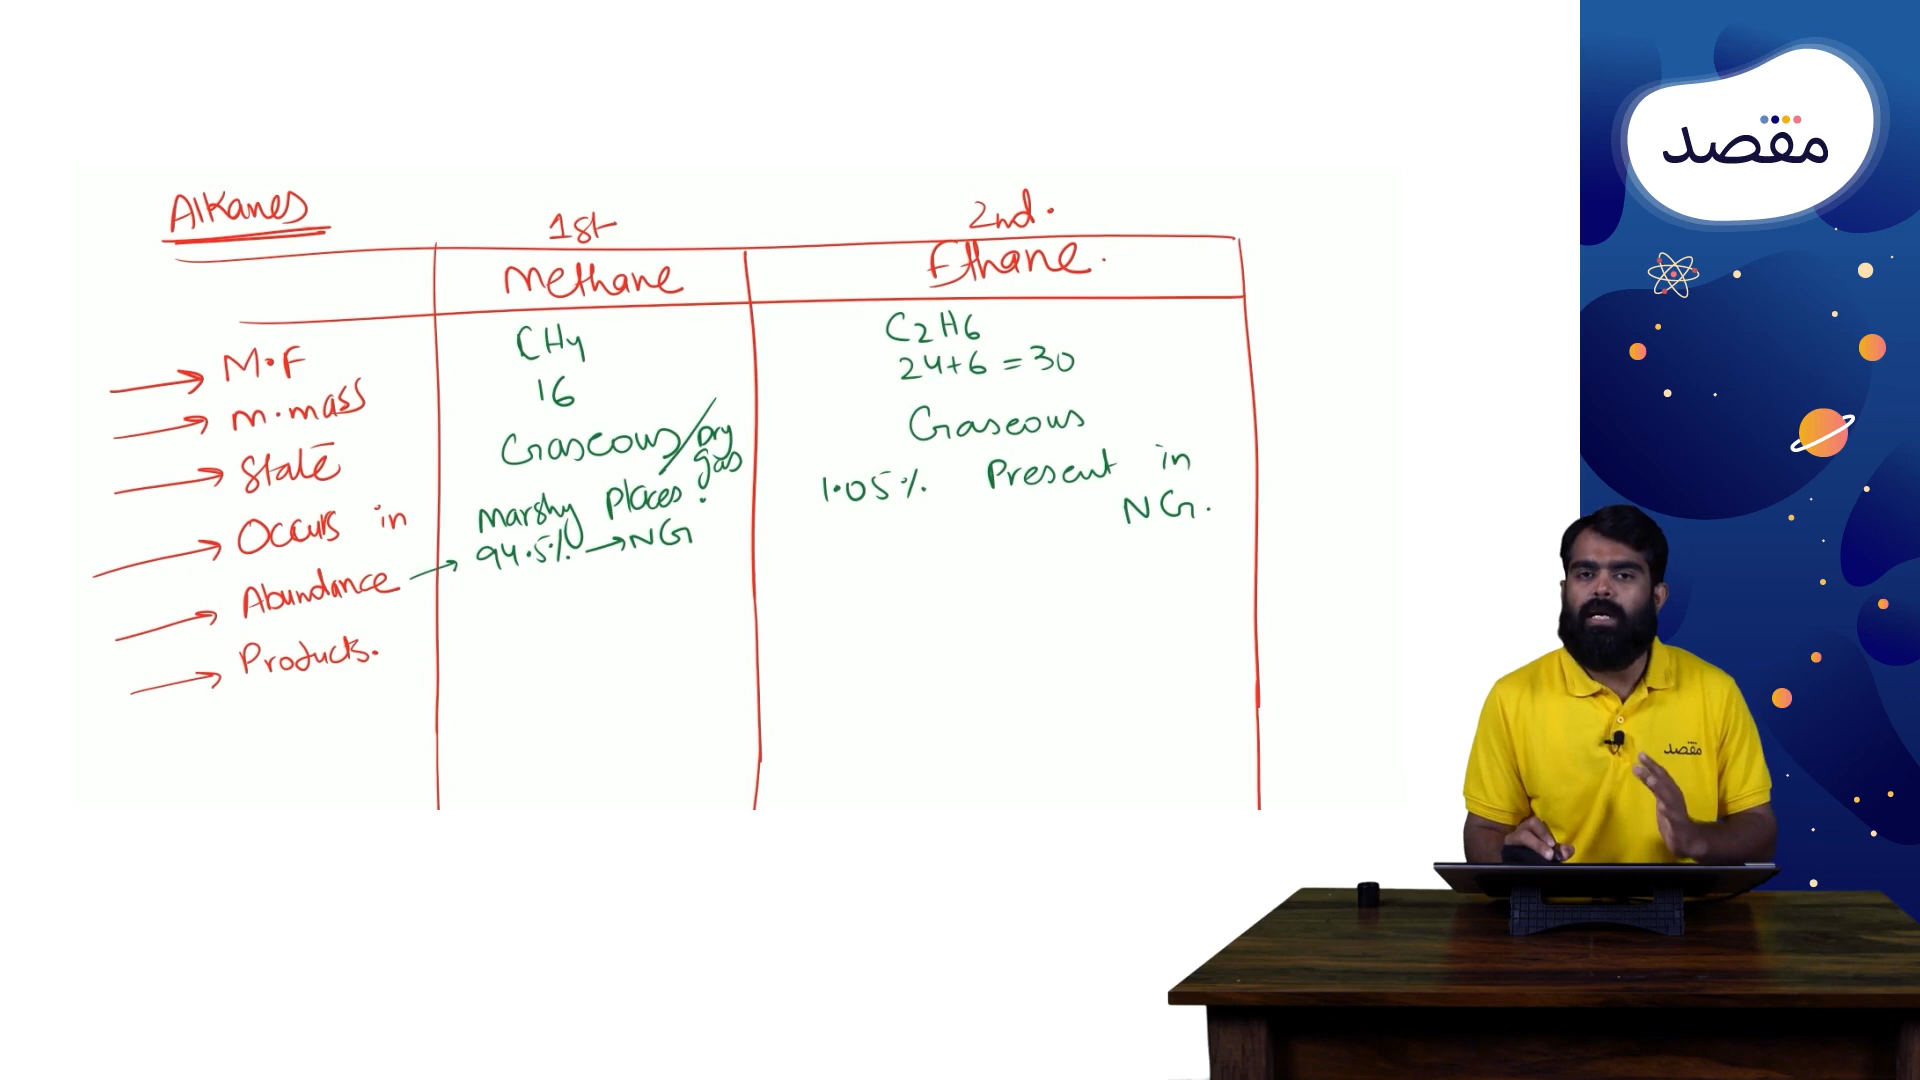 مقصد
Alkanes
1st
2nd.
Methane
Ethane.
M.F
CH4
C2H6
m.mass
16
24+6 = 30
State
Gaseous/Dry gas
Gaseous
Occurs in
Marshy places.
1.05% Present in NG.
Abundance
94.5% → NG
Products.
مقصد